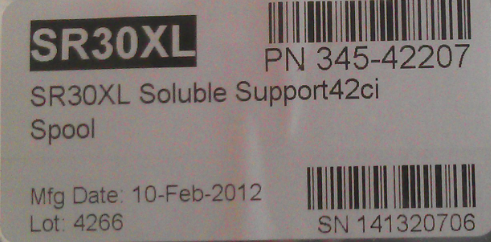 SR30XL
PN 345-42207
SR30XL Soluble Support42ci
Spool
Mfg Date: 10-Feb-2012
Lot: 4266
SN 141320706